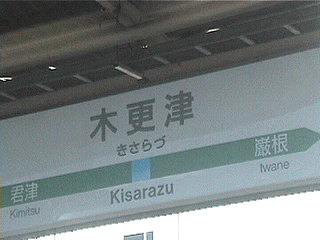 木更津
きさらづ
君津
Kimitsu
Kisarazu
巌根
Iwane